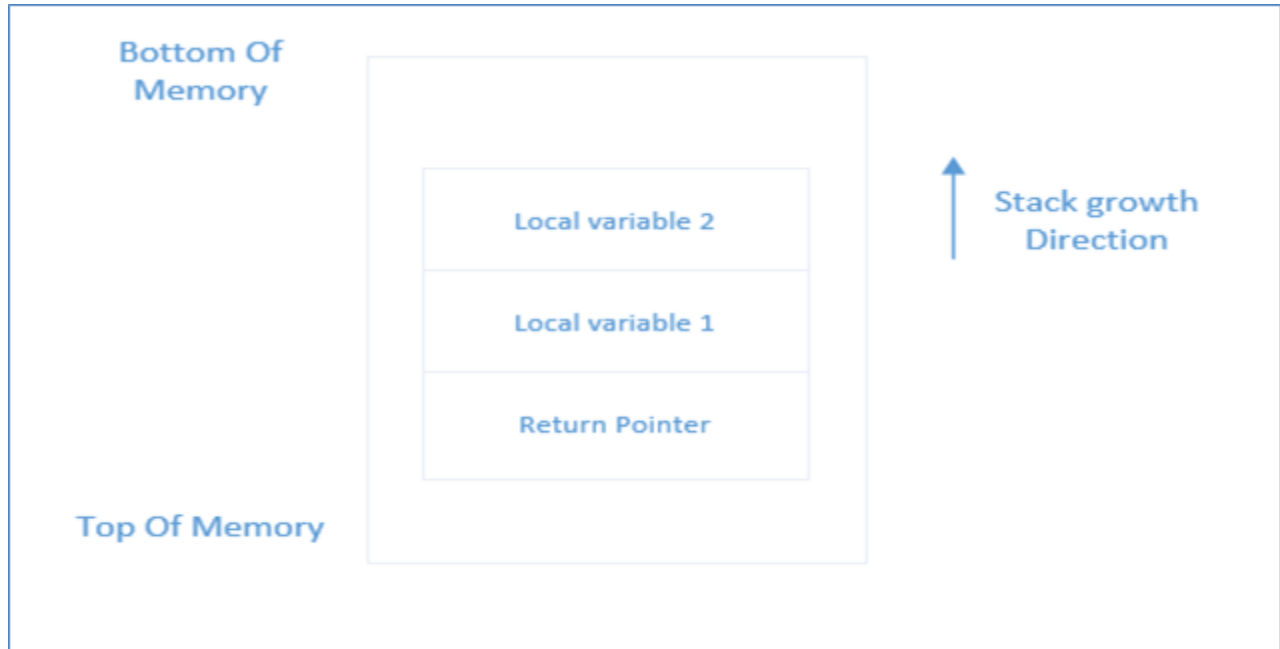 Bottom Of
Memory
Local variable 2
Stack growth
Direction
Local variable 1
Return Pointer
Top Of Memory